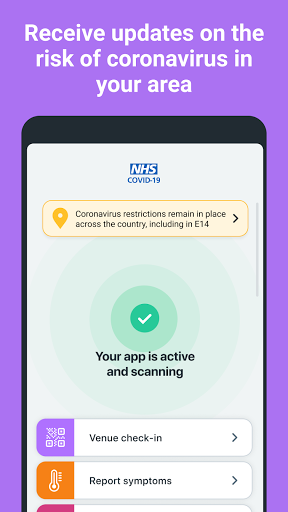 Receive updates on the
risk of coronavirus in
your area
NHS
COVID-19
Coronavirus restrictions remain in place
across the country, including in E14
Your app is active
and scanning
Venue check-in
Report symptoms